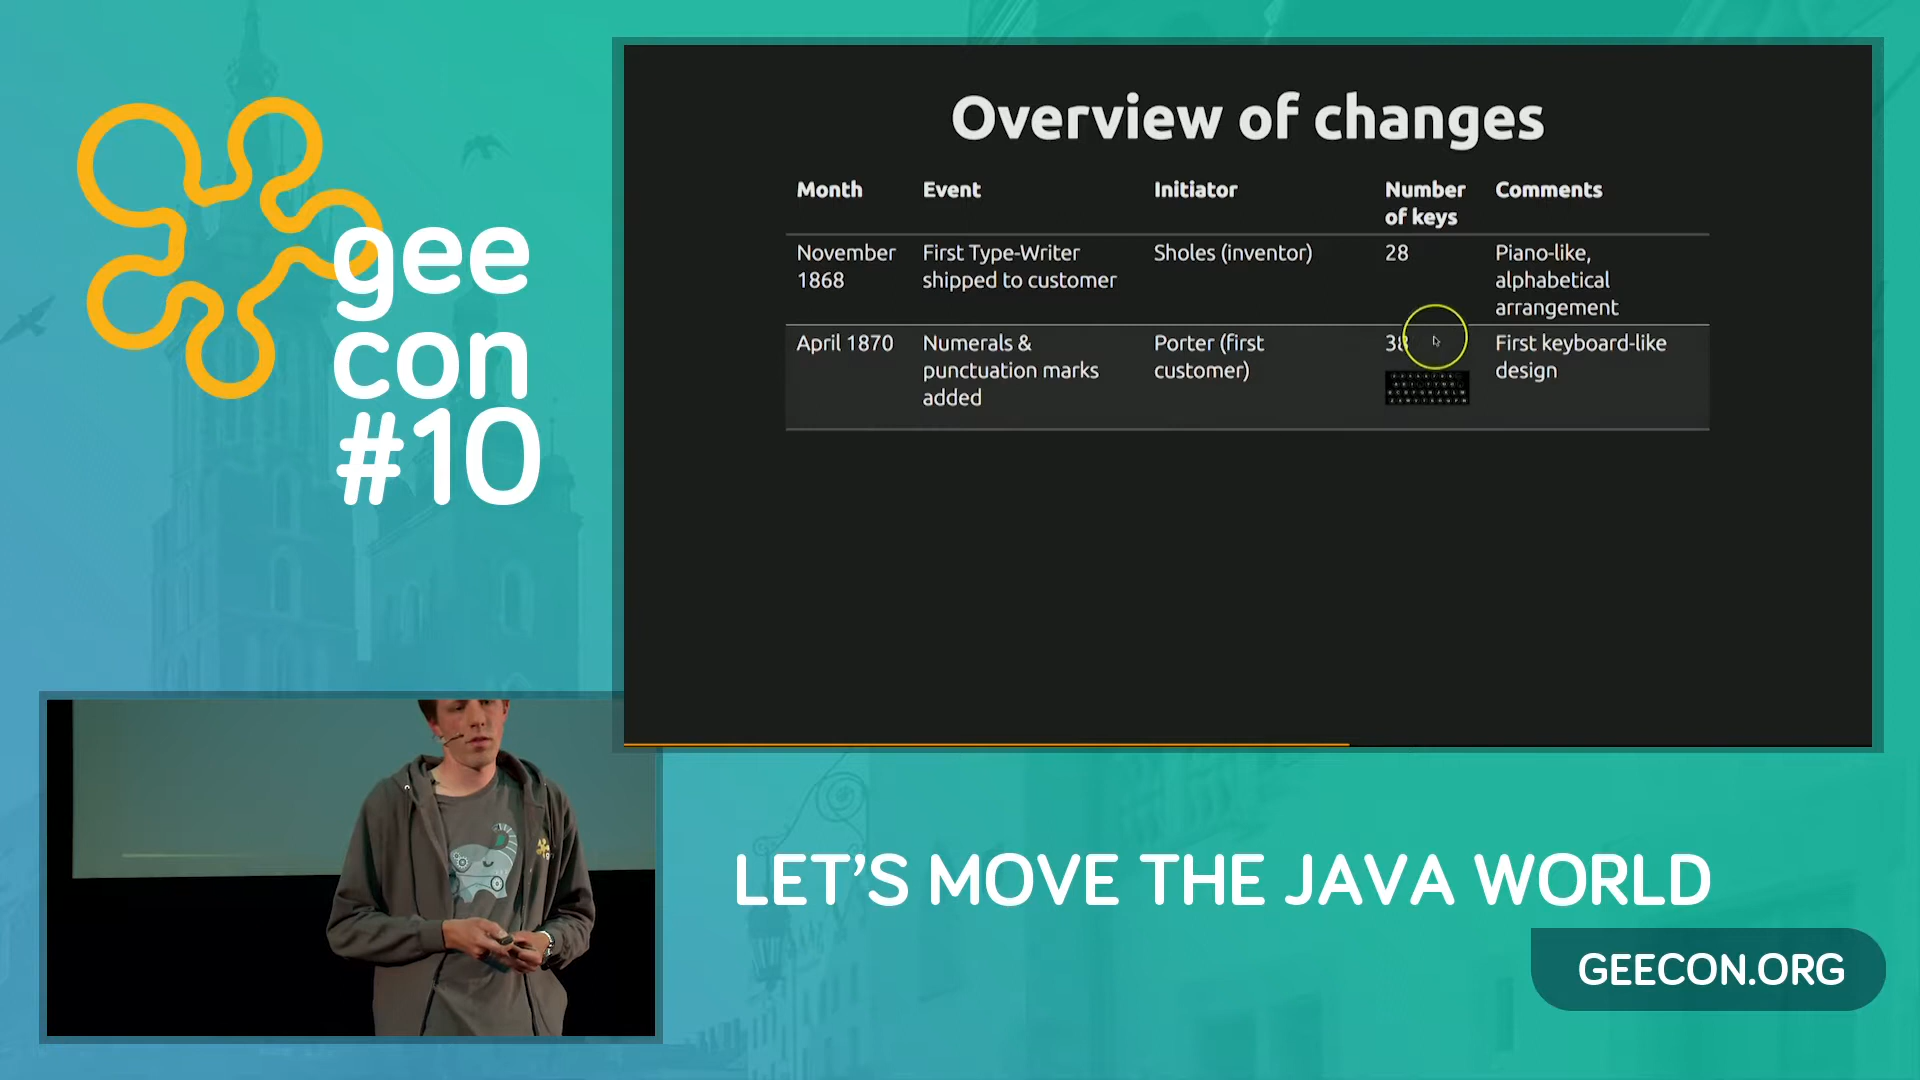 gee
con
#10
Overview of changes
Month Event Initiator Number of keys Comments
November 1868 First Type-Writer shipped to customer Sholes (inventor) 28 Piano-like, alphabetical arrangement
April 1870 Numerals & punctuation marks added Porter (first customer) 38 First keyboard-like design
LET'S MOVE THE JAVA WORLD
GEECON.ORG